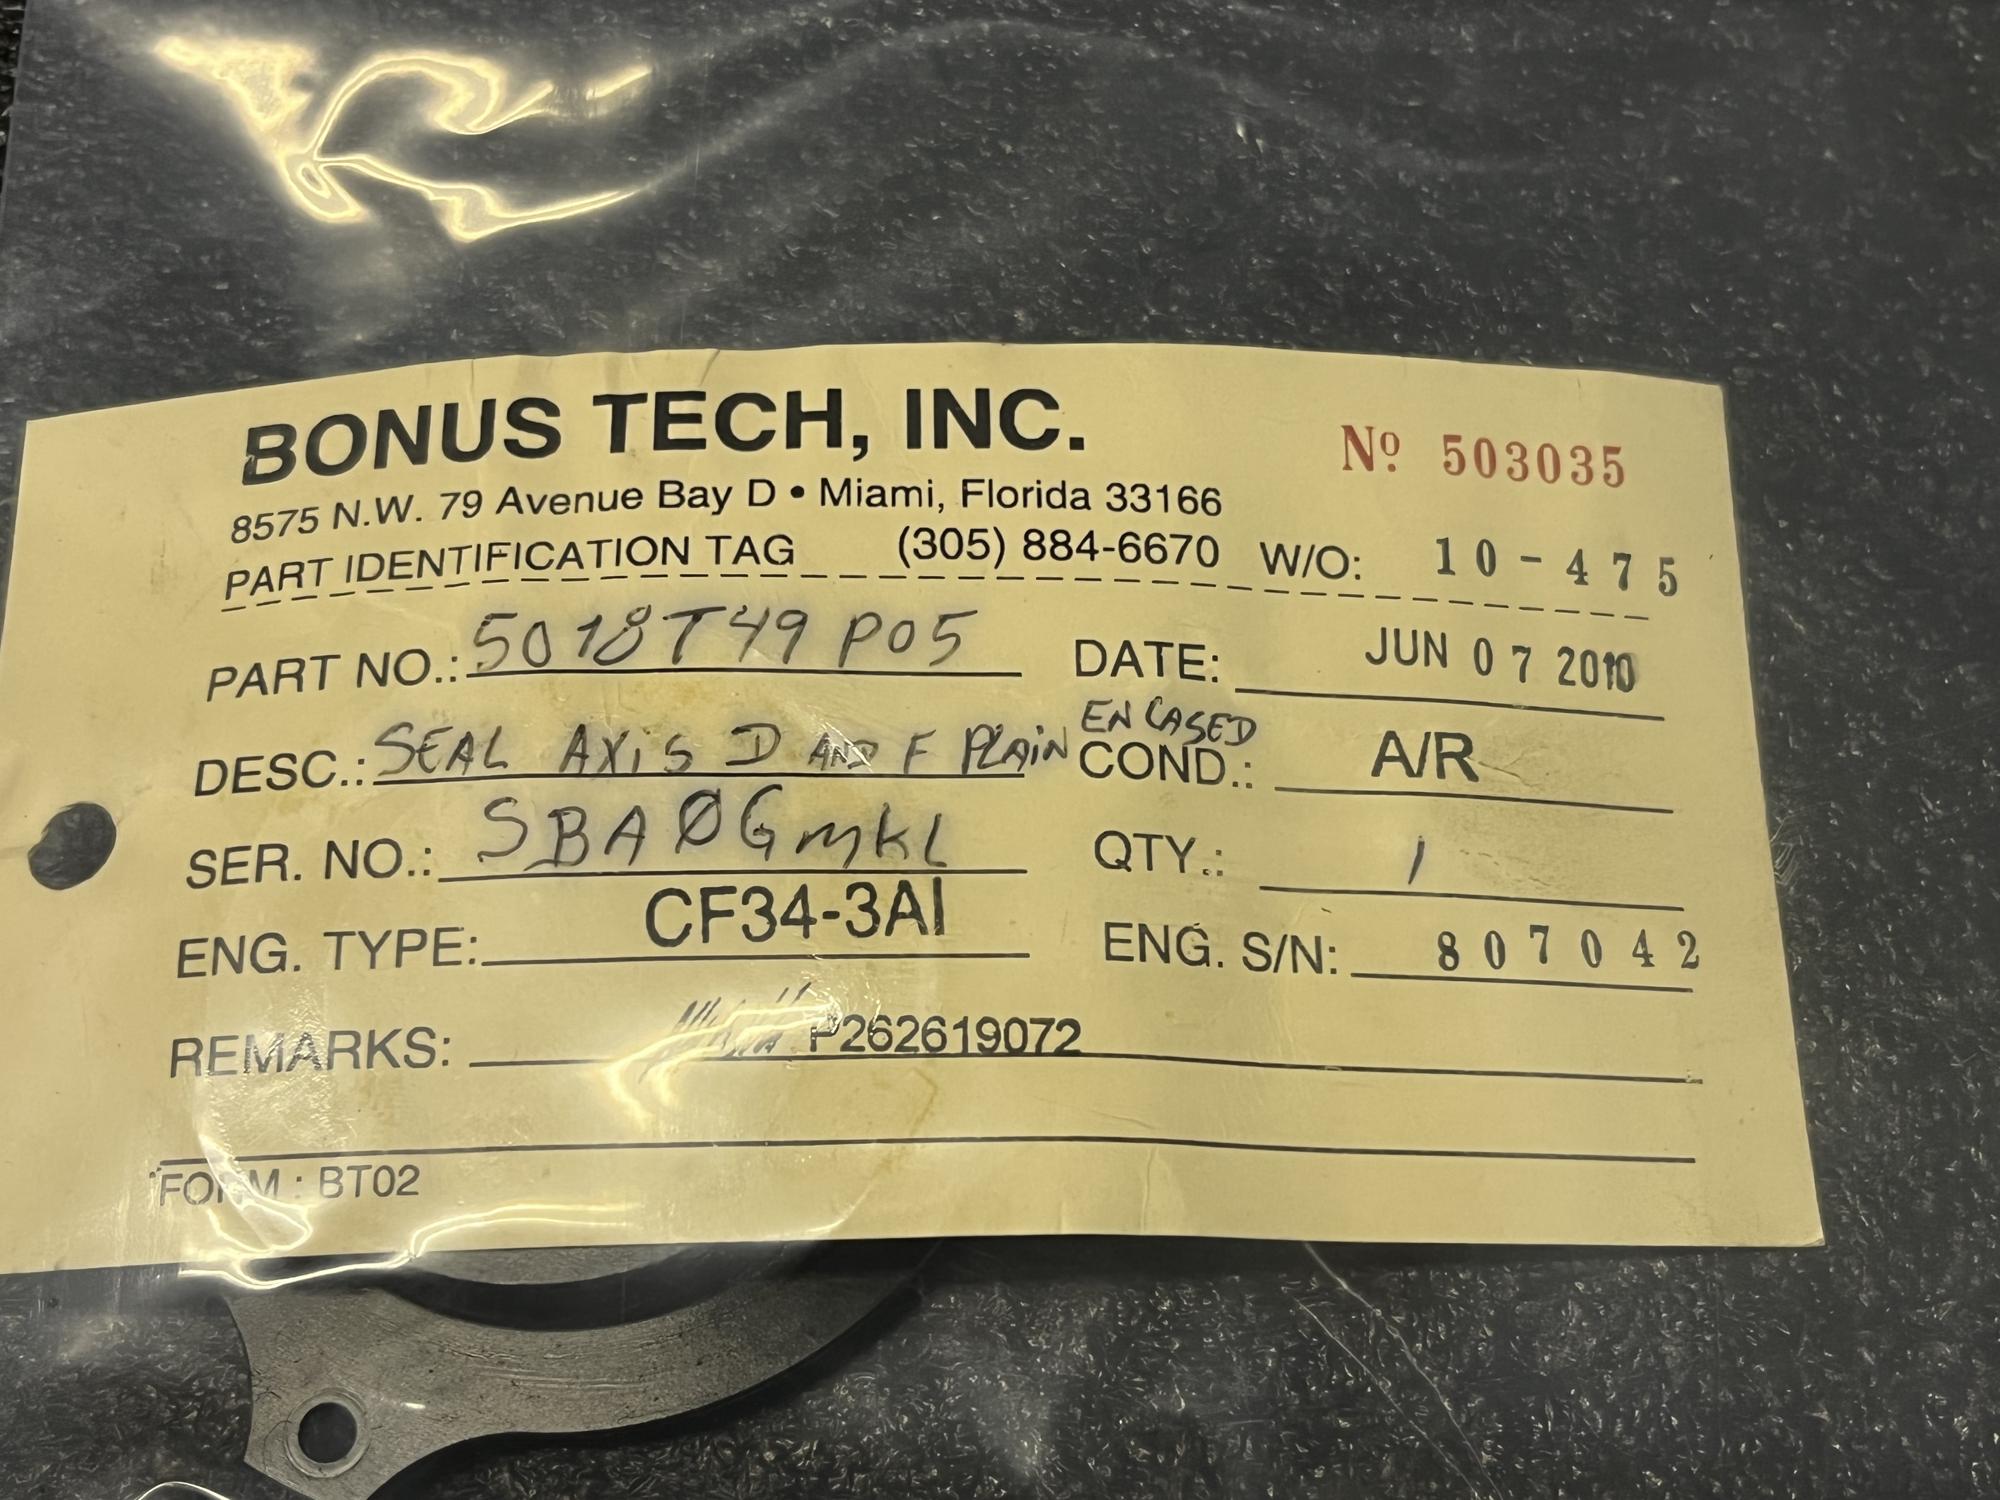 BONUS TECH, INC.
Nº 503035
8575 N.W. 79 Avenue Bay D • Miami, Florida 33166
PART IDENTIFICATION TAG (305) 884-6670 W/O: 10-475
PART NO.: 5018T49P05 DATE: JUN 07 2010
DESC.: SEAL AXIS D AND F PLAIN ENCASED COND.: A/R
SER. NO.: SBAØGmkL QTY.: 1
ENG. TYPE: CF34-3A1 ENG. S/N: 807042
REMARKS: P262619072
FORM : BT02